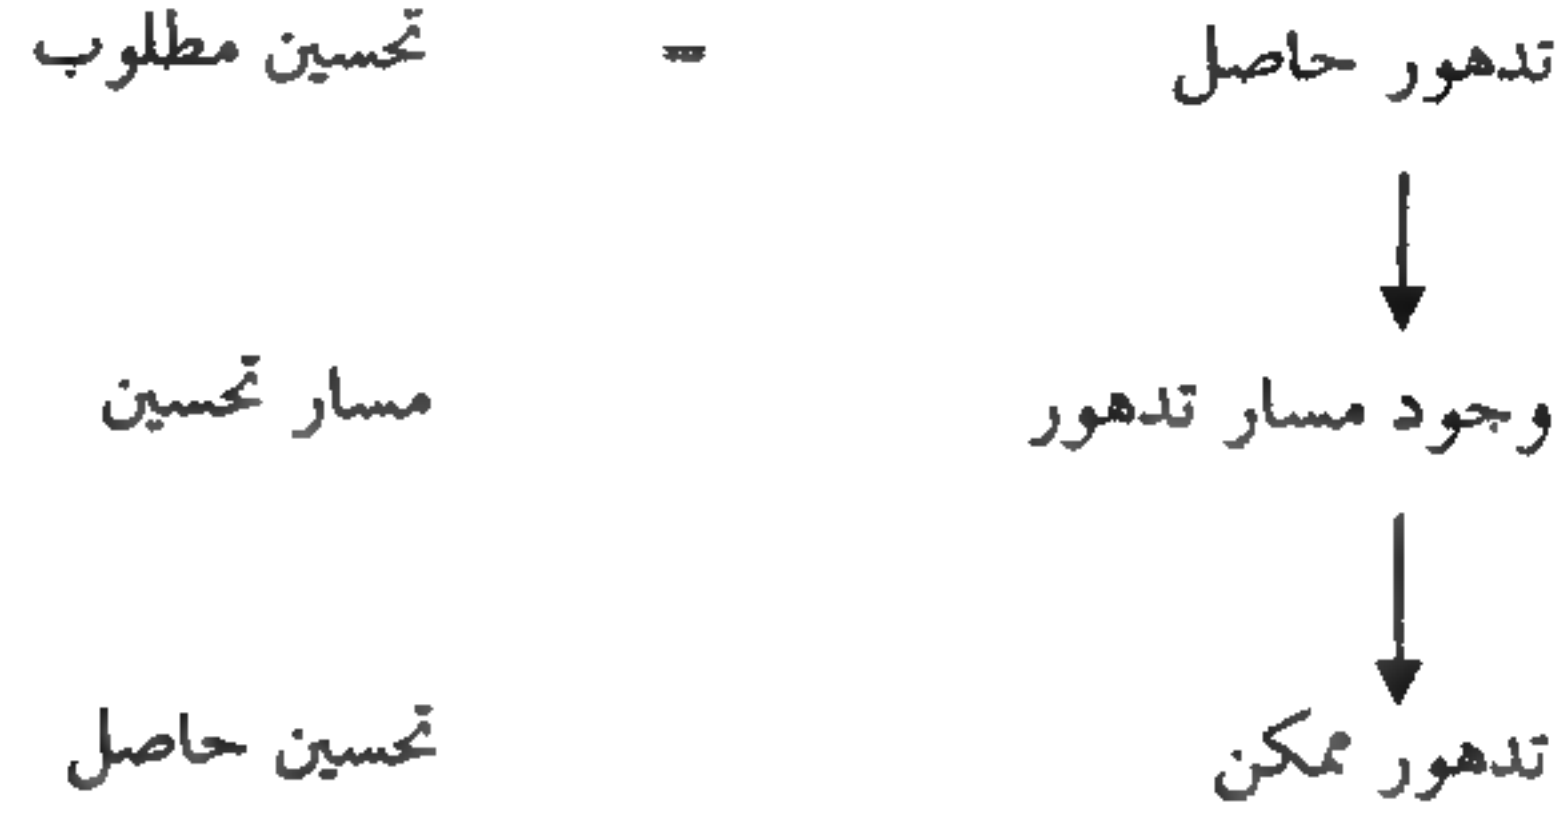 تدهور حاصل = تحسين مطلوب
وجود مسار تدهور مسار تحسين
تدهور ممكن تحسين حاصل